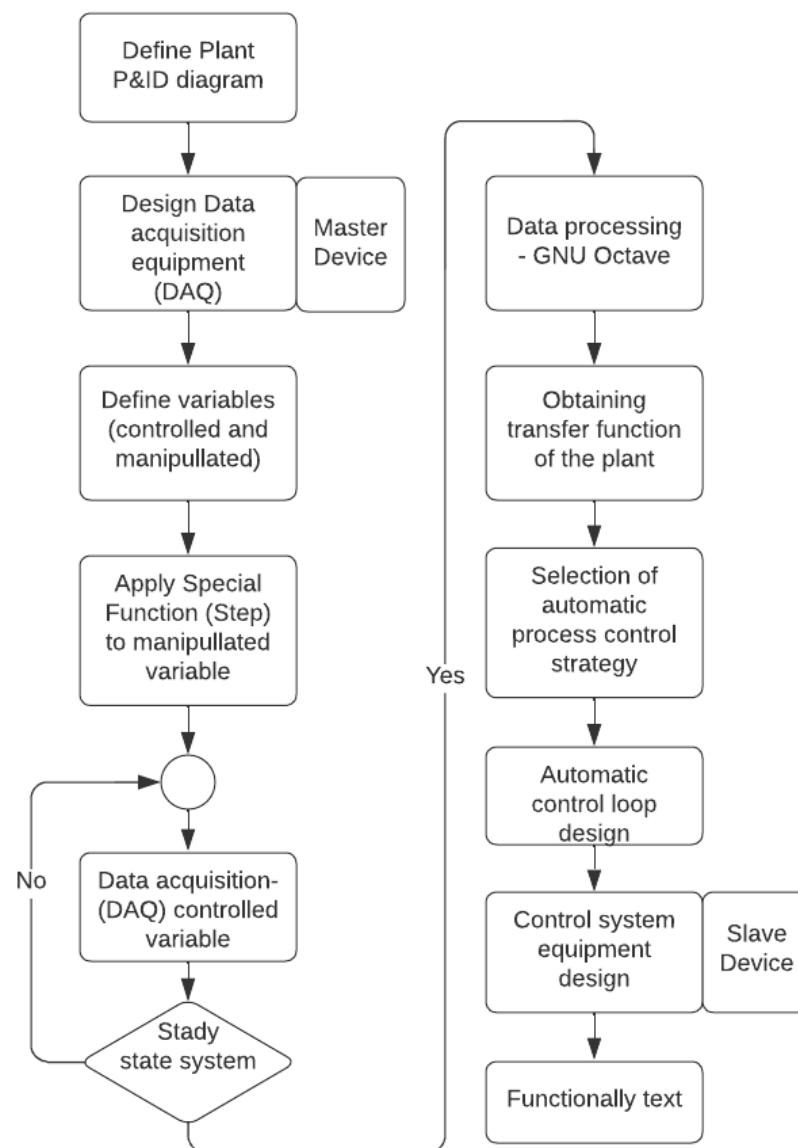 Define Plant
P&ID diagram
Design Data
acquisition
equipment
(DAQ)
Master
Device
Define variables
(controlled and
manipullated)
Apply Special
Function (Step)
to manipullated
variable
No
Data acquisition-
(DAQ) controlled
variable
Stady
state system
Yes
Data processing
- GNU Octave
Obtaining
transfer function
of the plant
Selection of
automatic
process control
strategy
Automatic
control loop
design
Control system
equipment
design
Slave
Device
Functionally text